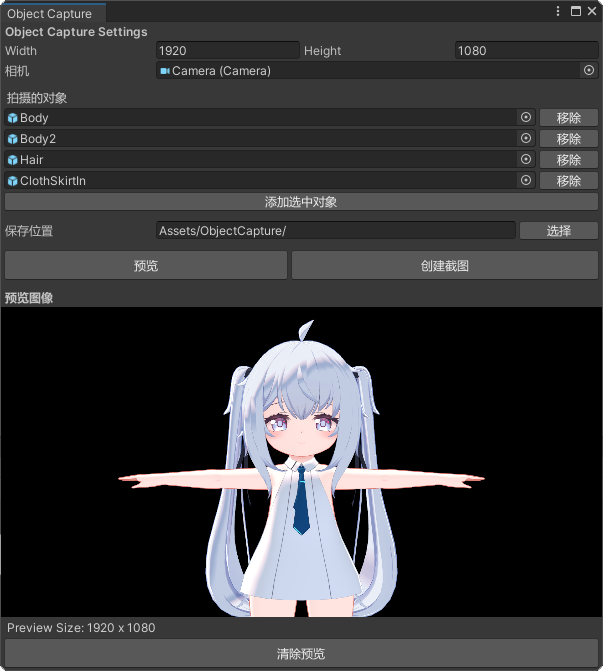 Object Capture
Object Capture Settings
Width 1920 Height 1080
相机 Camera (Camera)
拍摄的对象
Body 移除
Body2 移除
Hair 移除
ClothSkirtIn 移除
添加选中对象
保存位置 Assets/ObjectCapture/ 选择
预览 创建截图
预览图像
Preview Size: 1920 x 1080
清除预览